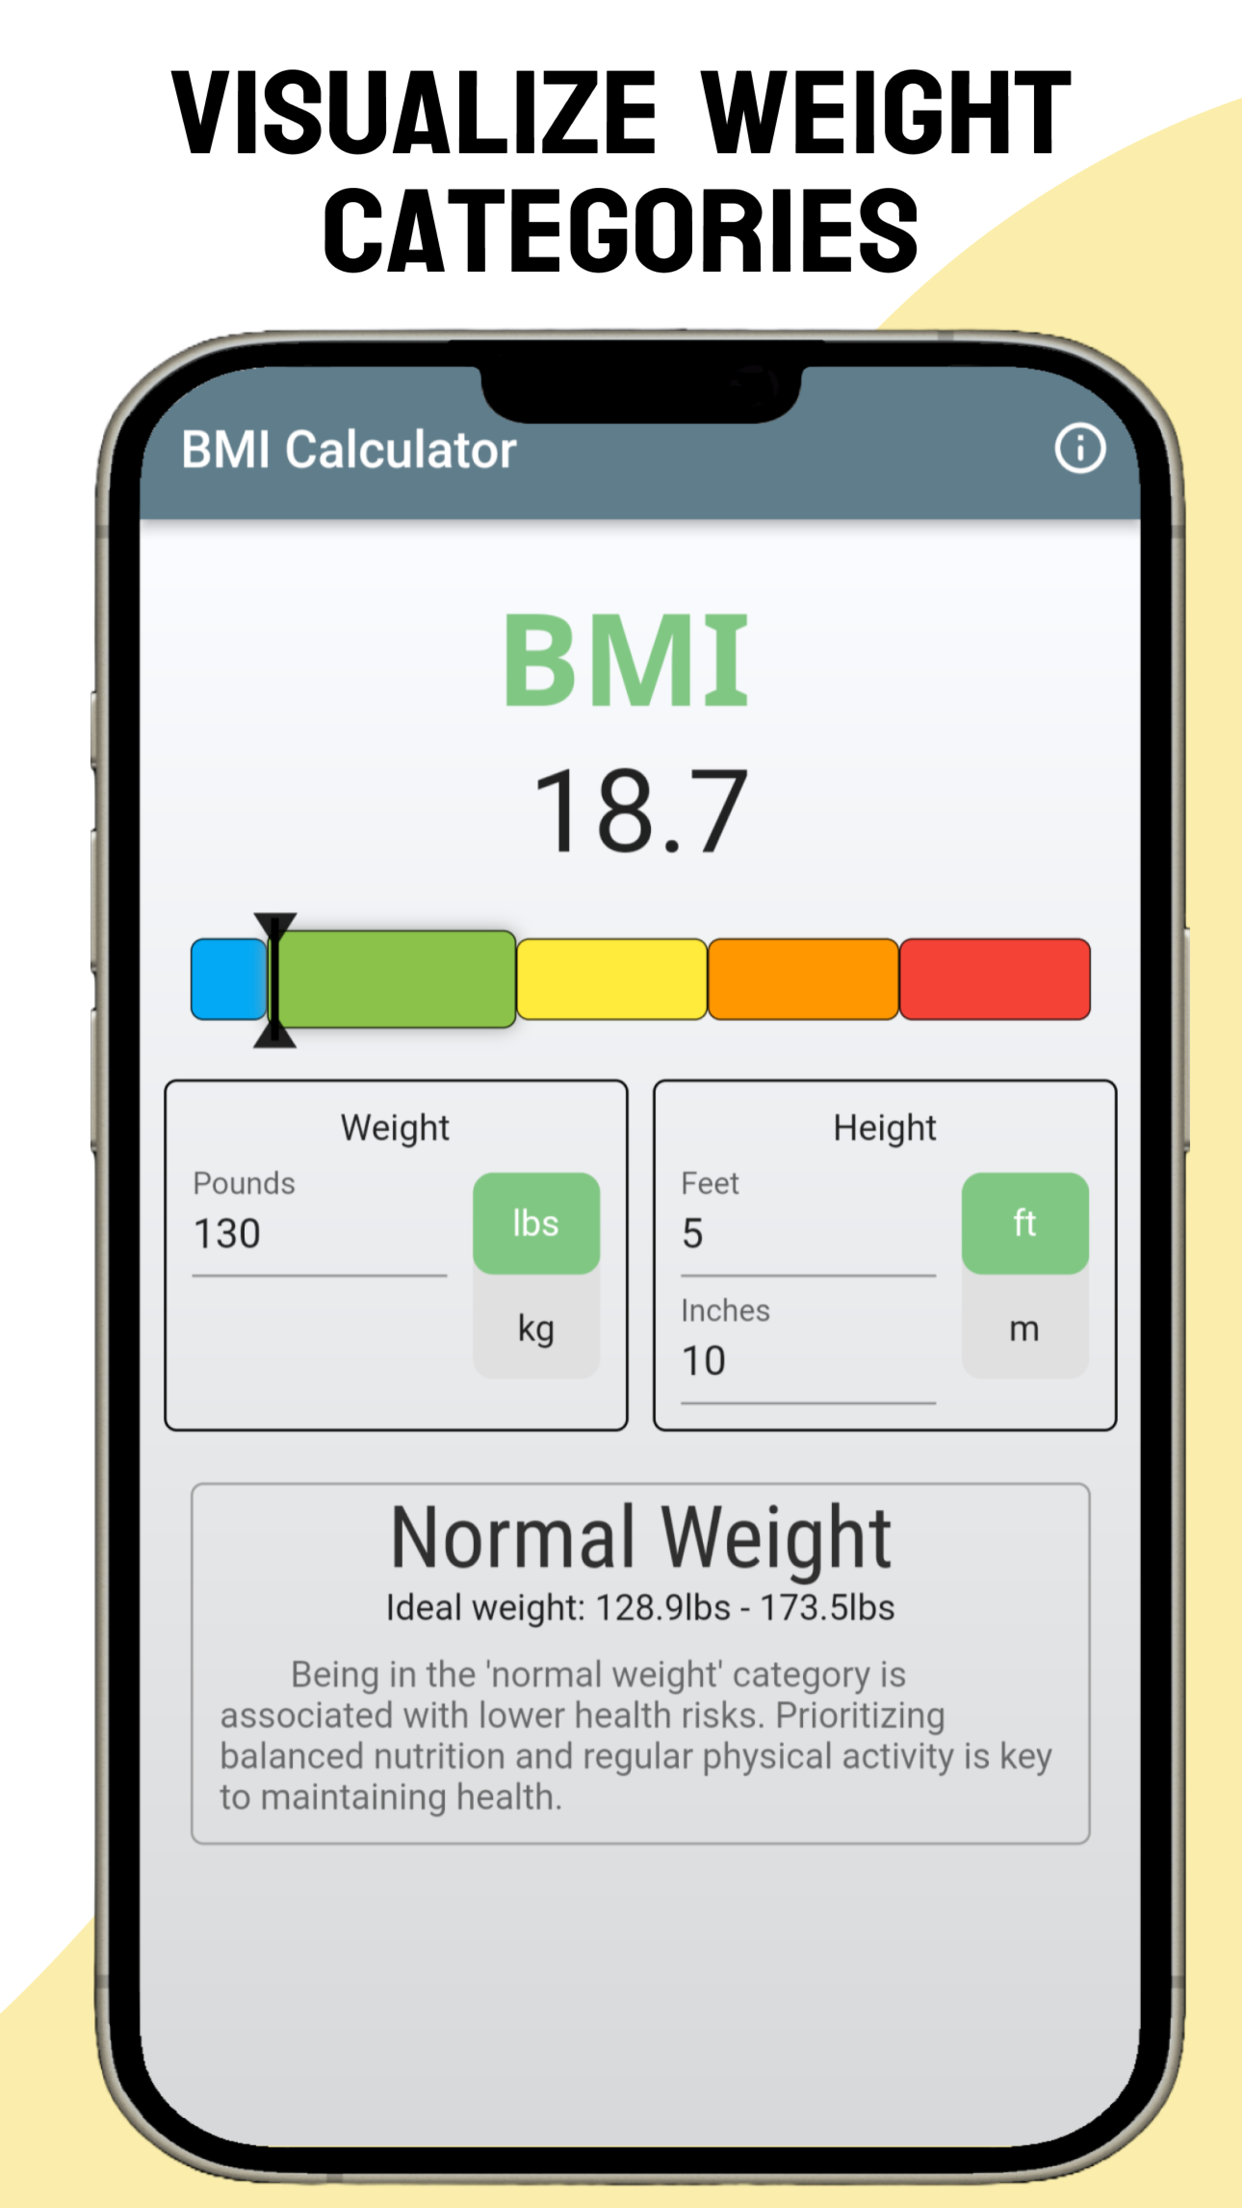 VISUALIZE WEIGHT
CATEGORIES
BMI Calculator
BMI
18.7
Weight
Pounds
130
lbs
kg
Height
Feet
5
ft
Inches
10
m
Normal Weight
Ideal weight: 128.9lbs - 173.5lbs
Being in the 'normal weight' category is
associated with lower health risks. Prioritizing
balanced nutrition and regular physical activity is key
to maintaining health.